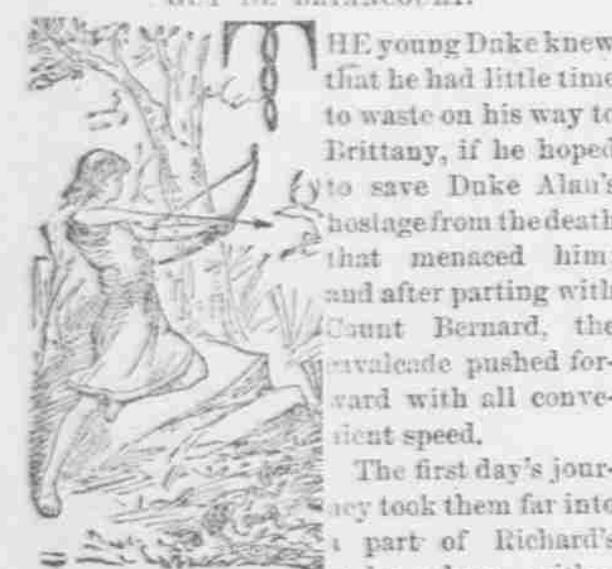 THE young Duke knew
that he had little time
to waste on his way to
Brittany, if he hoped
to save Duke Alan's
hostage from the death
that menaced him
and after parting with
Count Bernard, the
cavalcade pushed for-
ward with all conve-
nient speed.
The first day's jour-
ney took them far into
a part of Richard's